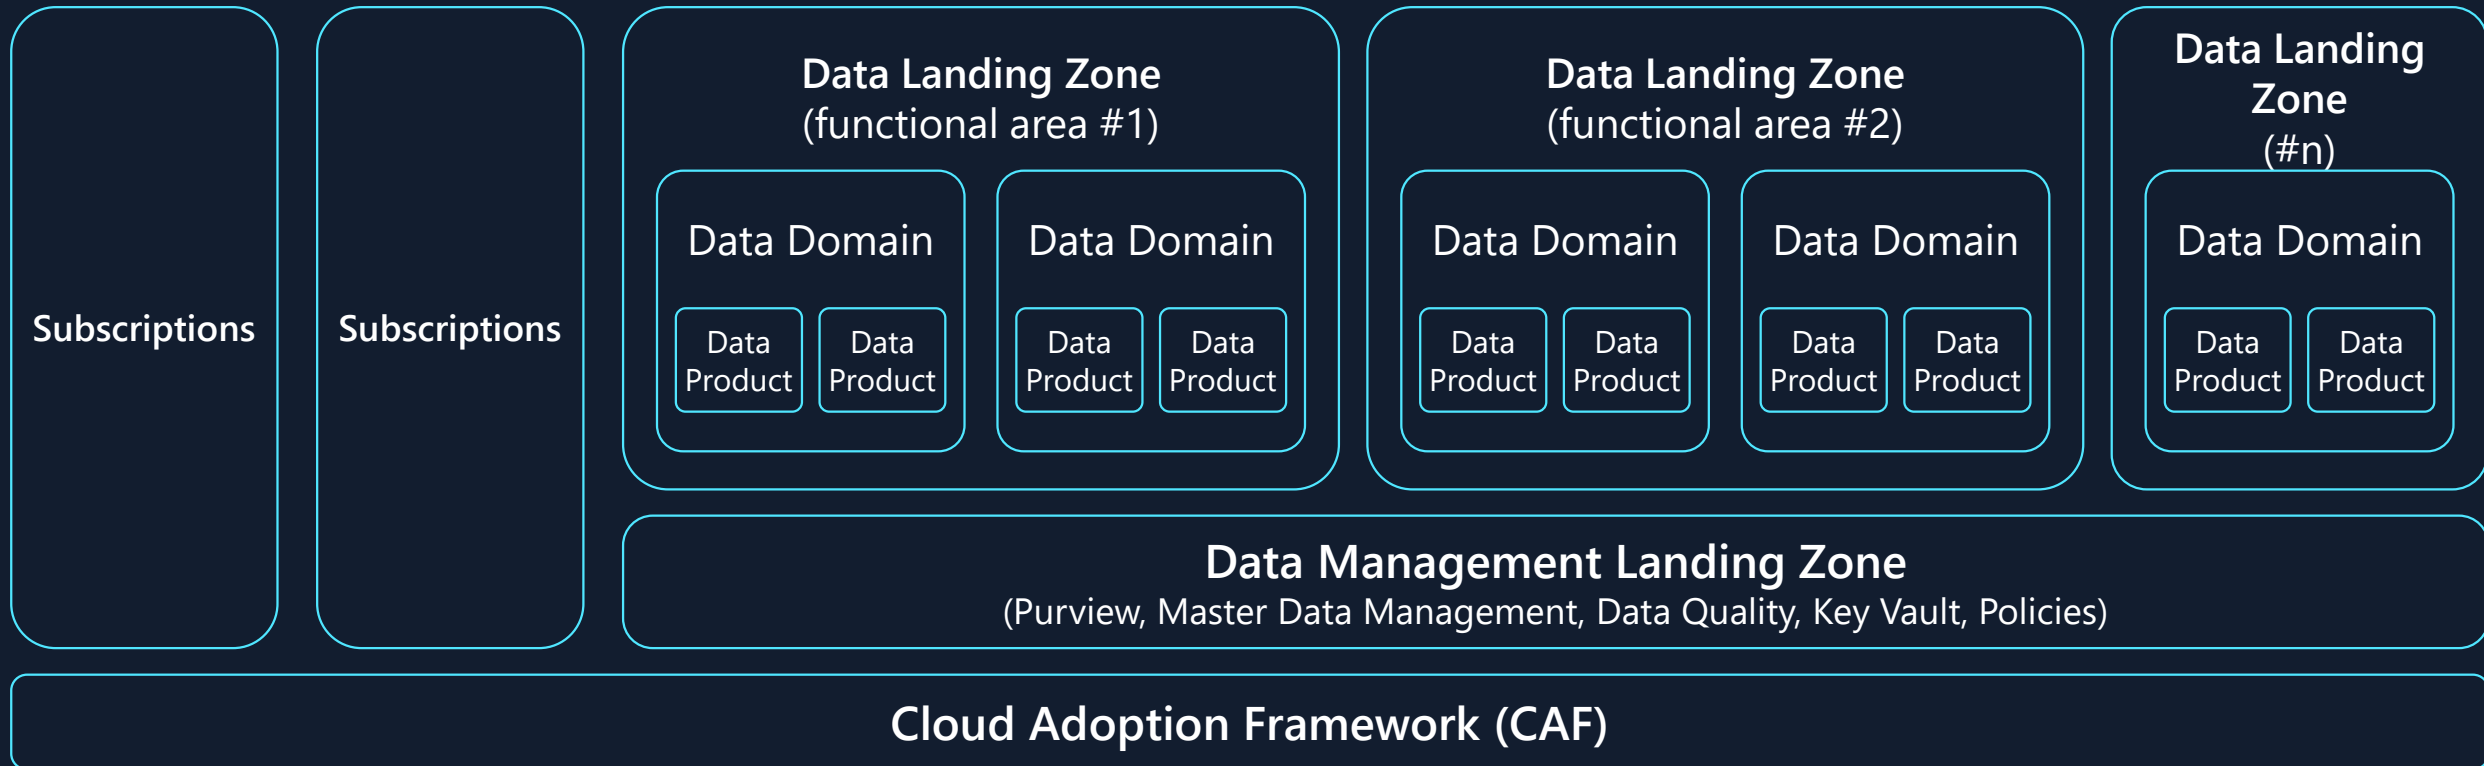 Subscriptions
Subscriptions
Data Landing Zone
(functional area #1)
Data Domain
Data
Product
Data
Product
Data Domain
Data
Product
Data
Product
Data Landing Zone
(functional area #2)
Data Domain
Data
Product
Data
Product
Data Domain
Data
Product
Data
Product
Data Landing
Zone
(#n)
Data Domain
Data
Product
Data
Product
Data Management Landing Zone
(Purview, Master Data Management, Data Quality, Key Vault, Policies)
Cloud Adoption Framework (CAF)